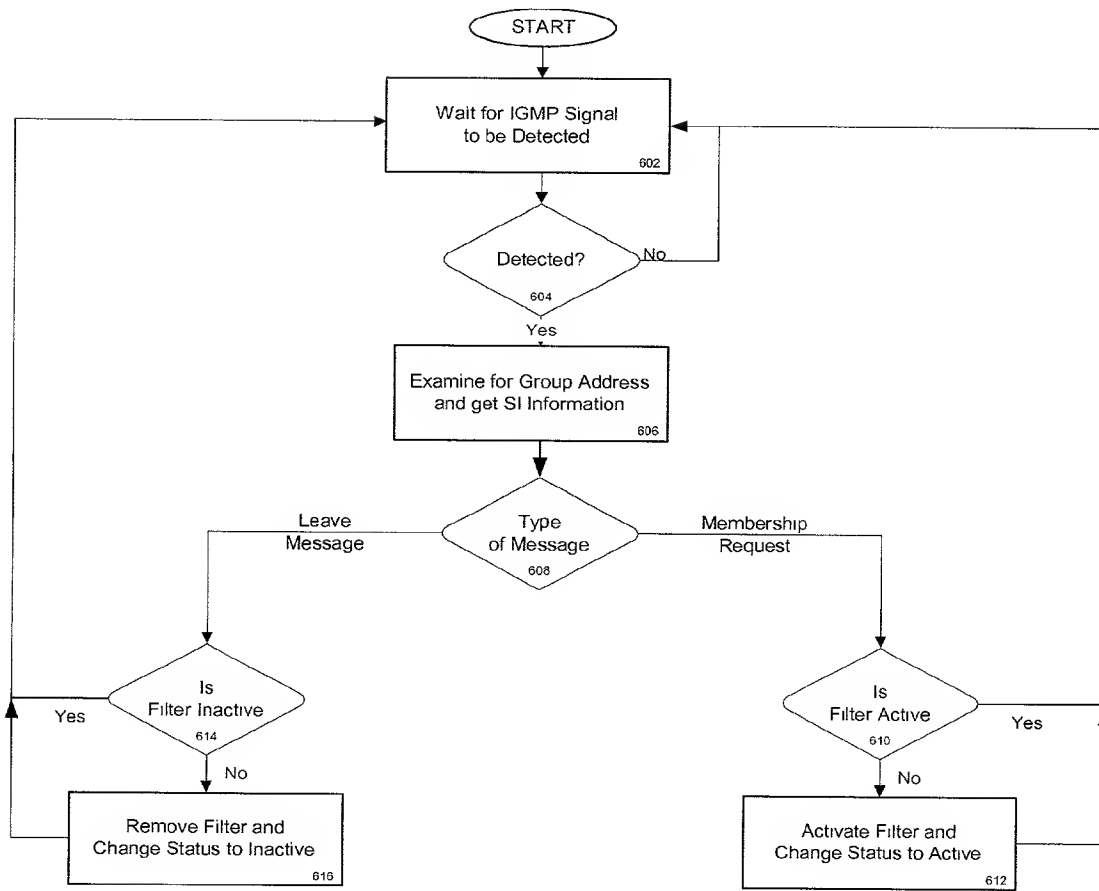 START
Wait for IGMP Signal
to be Detected
602
Detected?
No
604
Yes
Examine for Group Address
and get SI Information
606
Leave
Message
Type
of Message
608
Membership
Request
Is
Filter Inactive
614
Yes
No
Is
Filter Active
610
Yes
No
Remove Filter and
Change Status to Inactive
616
Activate Filter and
Change Status to Active
612